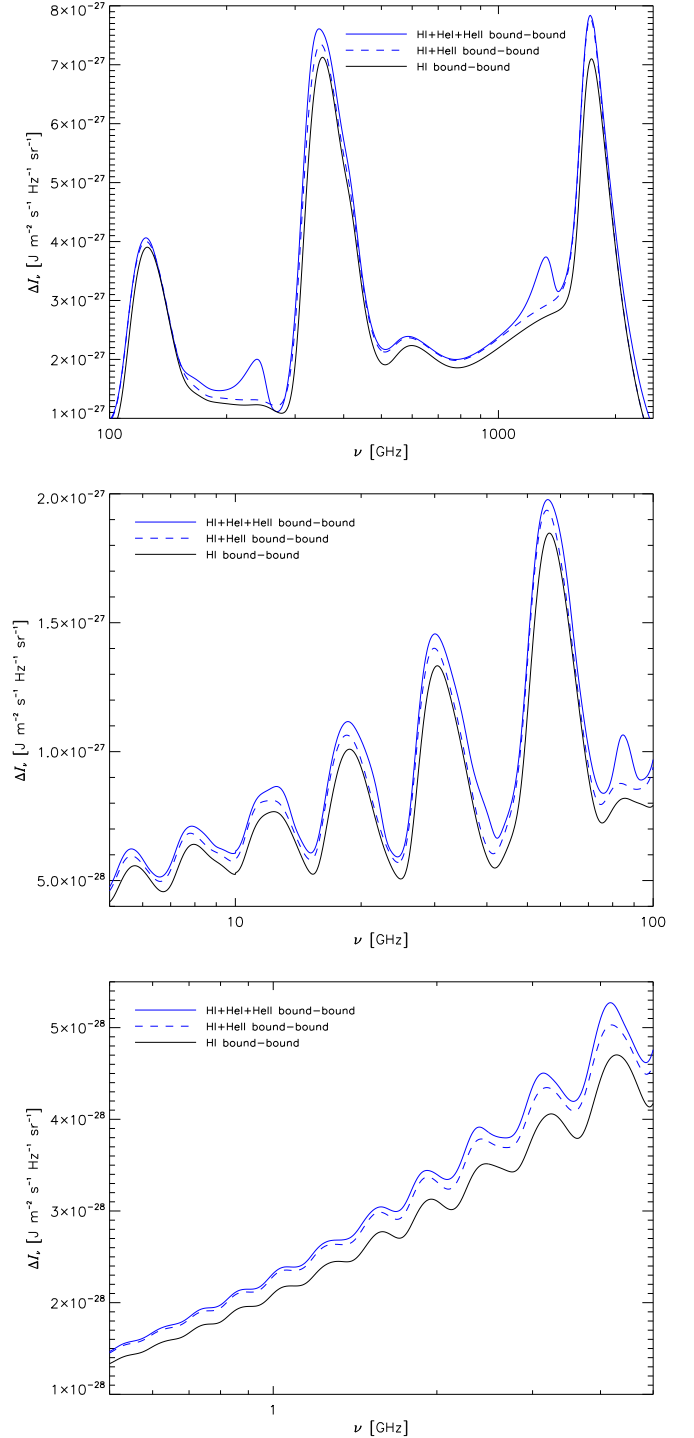 8×10⁻²⁷
HI+HeI+HeII bound−bound
HI+HeII bound−bound
7×10⁻²⁷
HI bound−bound
6×10⁻²⁷
5×10⁻²⁷
4×10⁻²⁷
3×10⁻²⁷
2×10⁻²⁷
1×10⁻²⁷
ΔIᵥ [J m⁻² s⁻¹ Hz⁻¹ sr⁻¹]
100 1000
ν [GHz]
2.0×10⁻²⁷
HI+HeI+HeII bound−bound
HI+HeII bound−bound
HI bound−bound
1.5×10⁻²⁷
1.0×10⁻²⁷
5.0×10⁻²⁸
ΔIᵥ [J m⁻² s⁻¹ Hz⁻¹ sr⁻¹]
10 100
ν [GHz]
HI+HeI+HeII bound−bound
5×10⁻²⁸
HI+HeII bound−bound
HI bound−bound
4×10⁻²⁸
3×10⁻²⁸
2×10⁻²⁸
1×10⁻²⁸
ΔIᵥ [J m⁻² s⁻¹ Hz⁻¹ sr⁻¹]
1
ν [GHz]